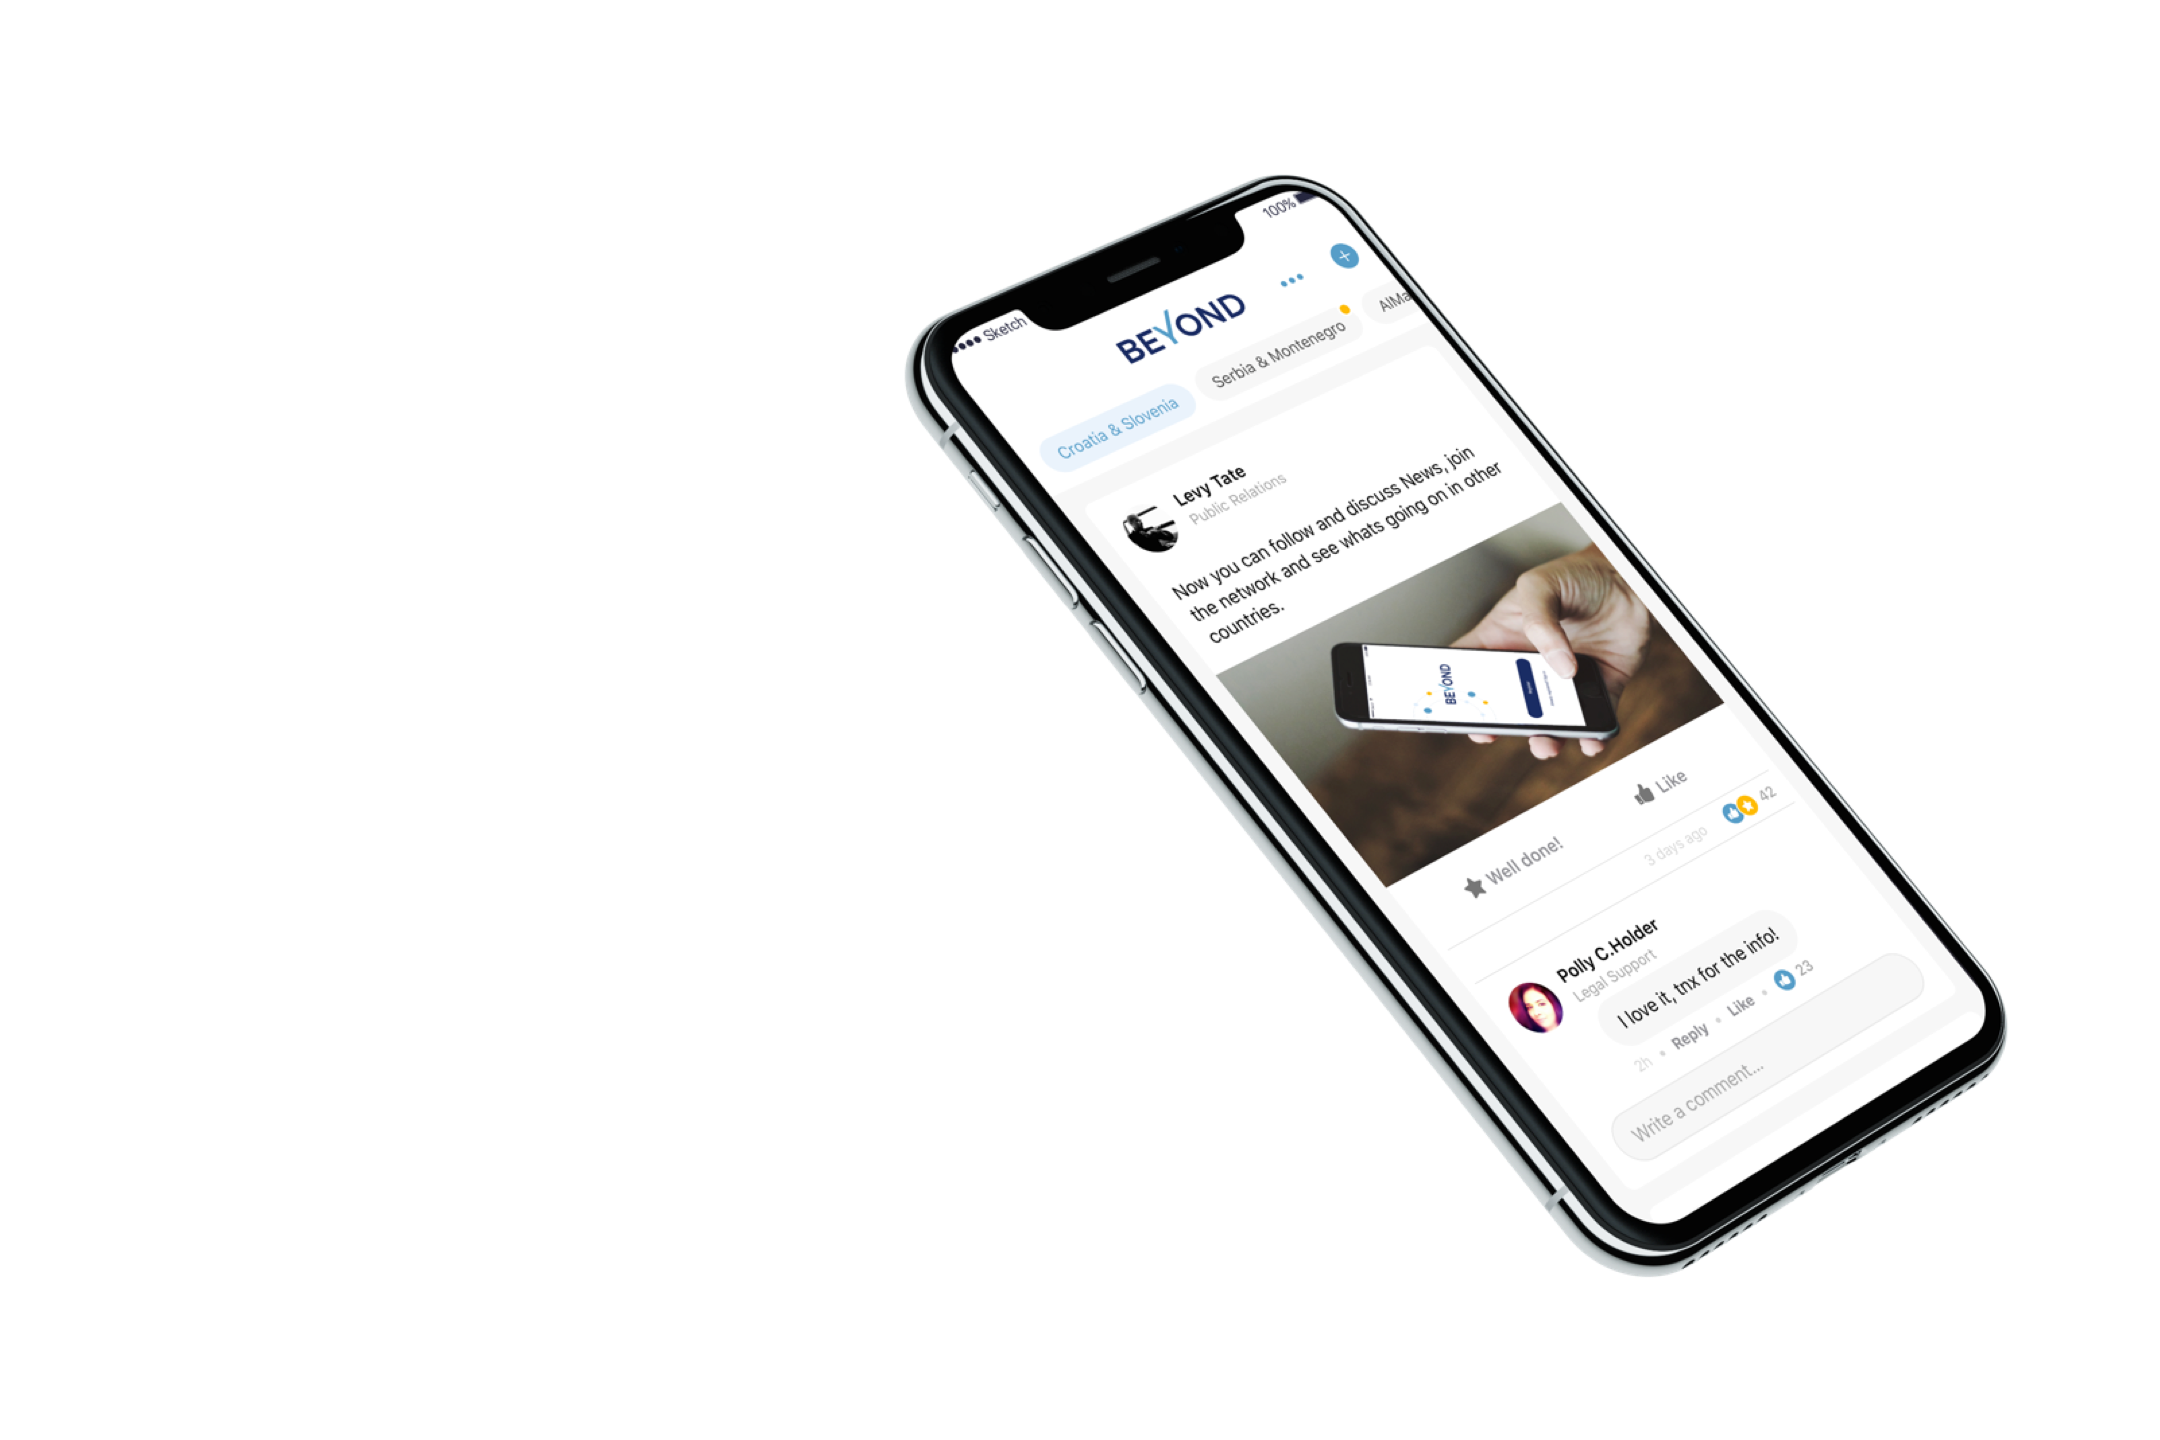 Sketch
100%
BEYOND
Croatia & Slovenia
Serbia & Montenegro
AlMa
Levy Tate
Public Relations
Now you can follow and discuss News, join
the network and see whats going on in other
countries.
BEYOND
Well done!
Like
3 days ago
42
Polly C.Holder
Legal Support
I love it, tnx for the info!
2h • Reply • Like • 23
Write a comment...